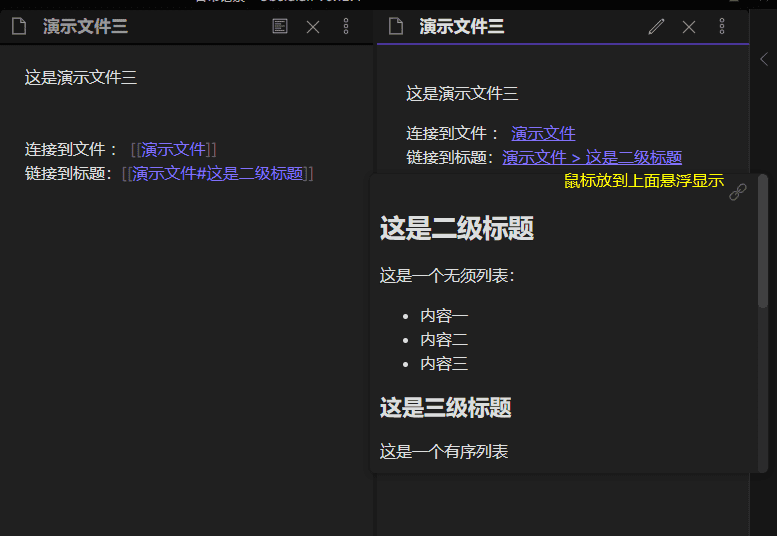 演示文件三
这是演示文件三
连接到文件： [[演示文件]]
链接到标题：[[演示文件#这是二级标题]]
演示文件三
这是演示文件三
连接到文件： 演示文件
链接到标题：演示文件 > 这是二级标题
鼠标放到上面悬浮显示
这是二级标题
这是一个无须列表：
• 内容一
• 内容二
• 内容三
这是三级标题
这是一个有序列表